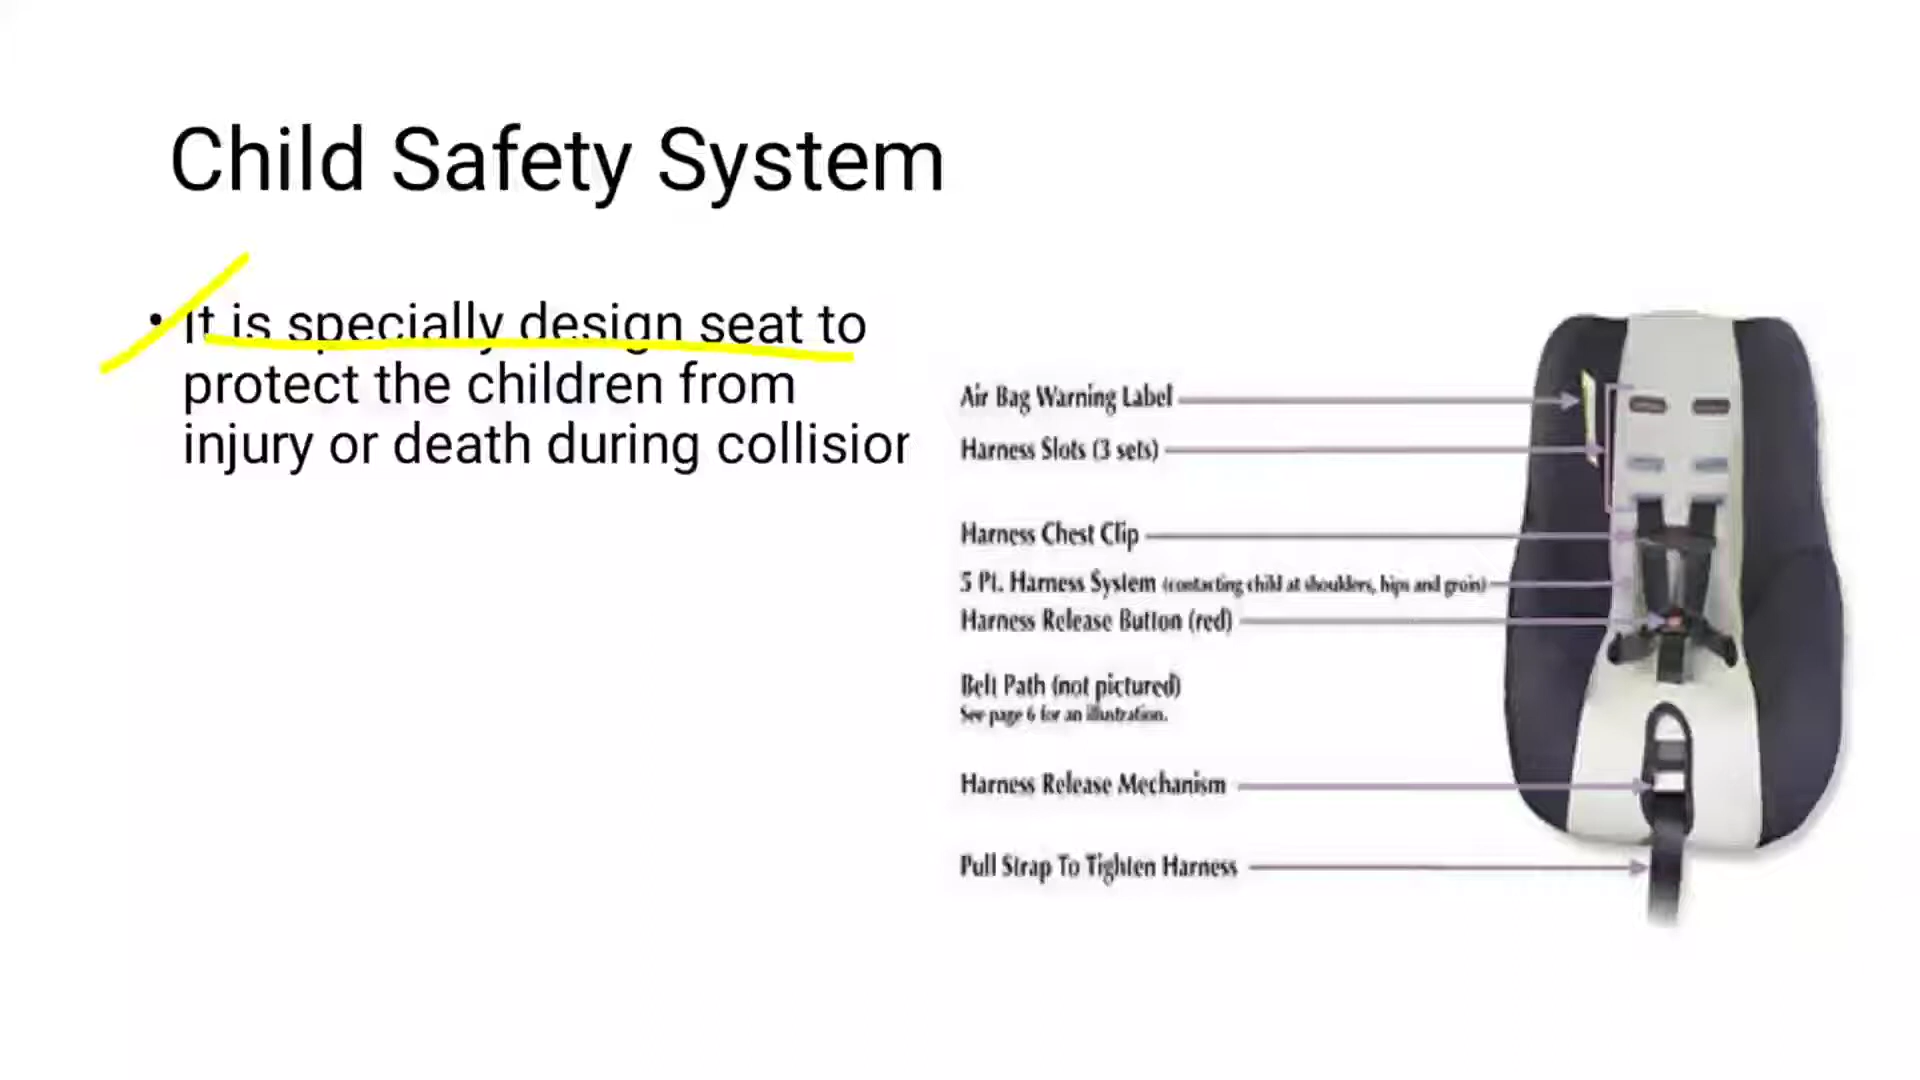 Child Safety System
• It is specially design seat to
protect the children from
injury or death during collision
Air Bag Warning Label
Harness Slots (3 sets)
Harness Chest Clip
5 Pt. Harness System (contacting child at shoulders, hips and groin)
Harness Release Button (red)
Belt Path (not pictured)
See page 6 for an illustration.
Harness Release Mechanism
Pull Strap To Tighten Harness